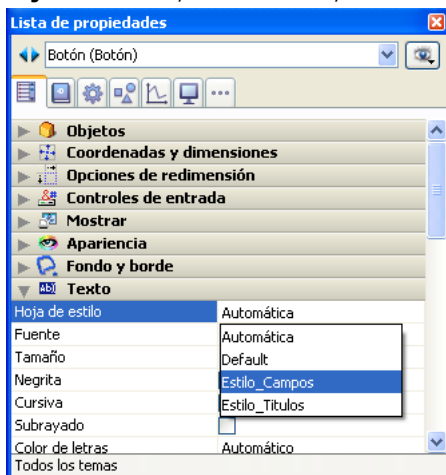 Lista de propiedades
Botón (Botón)
Objetos
Coordenadas y dimensiones
Opciones de redimensión
Controles de entrada
Mostrar
Apariencia
Fondo y borde
Texto
Hoja de estilo Automática
Fuente Automática
Tamaño Default
Negrita Estilo_Campos
Cursiva Estilo_Titulos
Subrayado
Color de letras Automático
Todos los temas